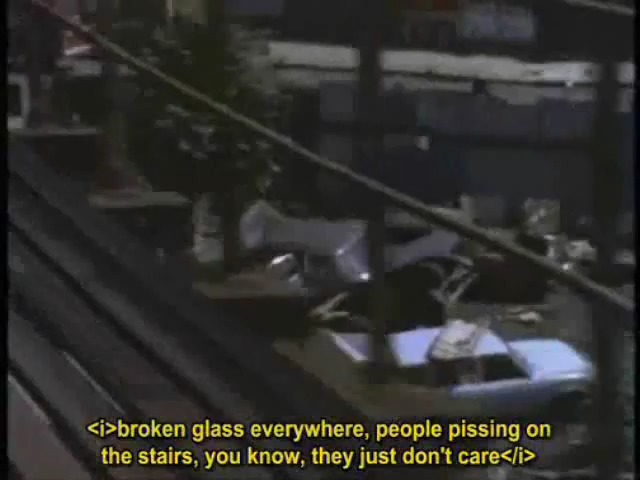 <i>broken glass everywhere, people pissing on
the stairs, you know, they just don't care</i>